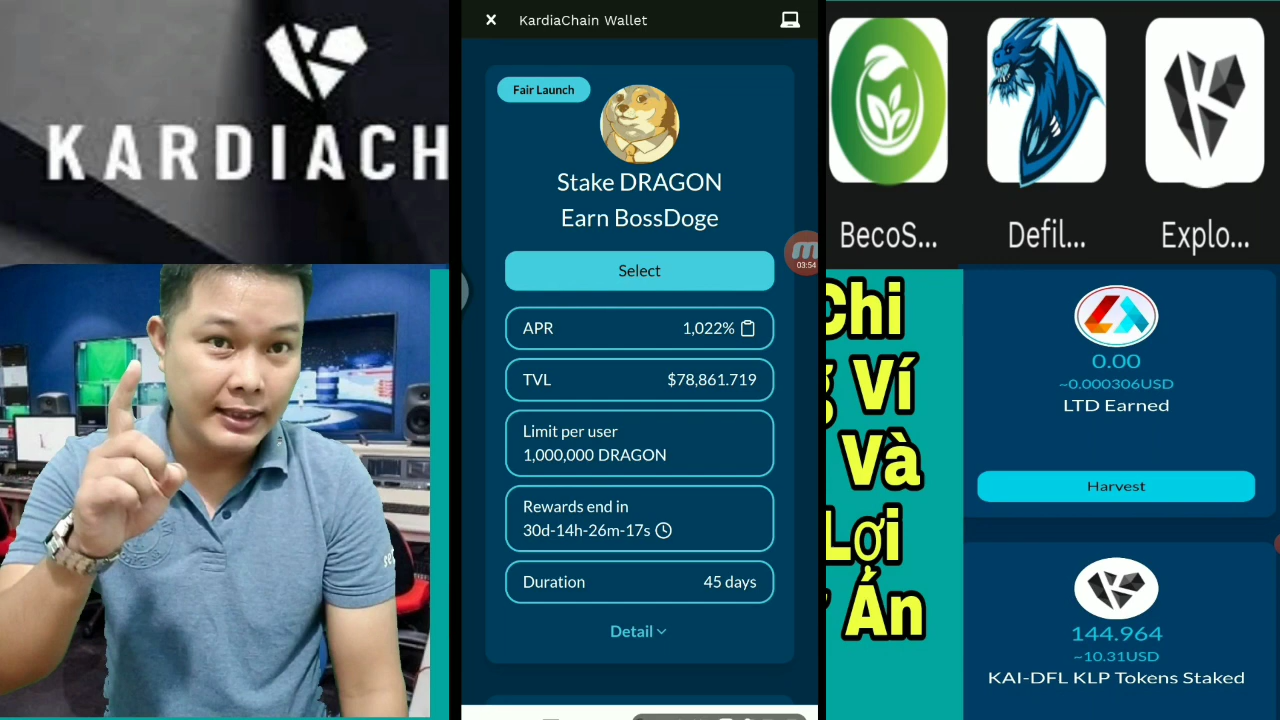 KARDIACH
KardiaChain Wallet
Fair Launch
Stake DRAGON
Earn BossDoge
Select
APR
1,022%
TVL
$78,861.719
Limit per user
1,000,000 DRAGON
Rewards end in
30d-14h-26m-17s
Duration
45 days
Detail
03:54
BecoS...
Defil...
Explo...
Chi
g Ví
Và
Lợi
Án
0.00
~0.000306USD
LTD Earned
Harvest
144.964
~10.31USD
KAI-DFL KLP Tokens Staked